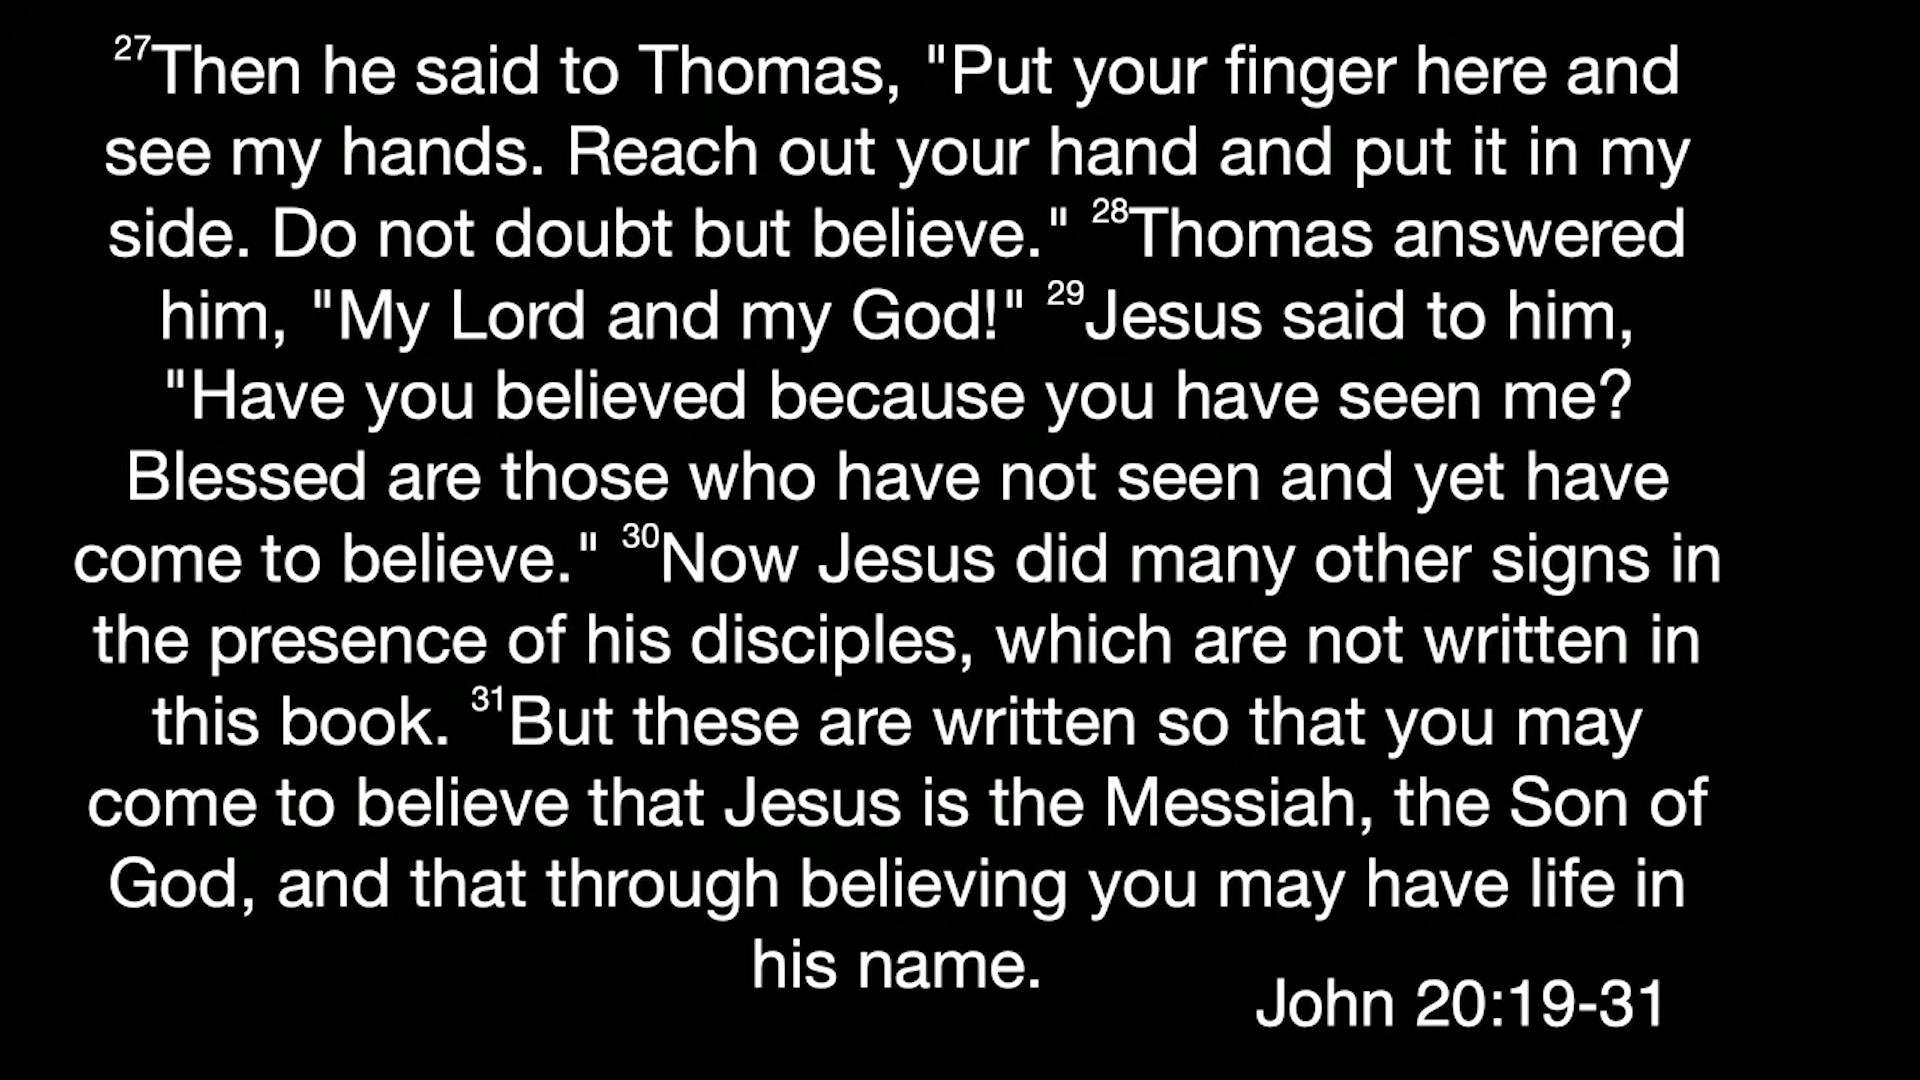 27Then he said to Thomas, "Put your finger here and
see my hands. Reach out your hand and put it in my
side. Do not doubt but believe." 28Thomas answered
him, "My Lord and my God!" 29Jesus said to him,
"Have you believed because you have seen me?
Blessed are those who have not seen and yet have
come to believe." 30Now Jesus did many other signs in
the presence of his disciples, which are not written in
this book. 31But these are written so that you may
come to believe that Jesus is the Messiah, the Son of
God, and that through believing you may have life in
his name.
John 20:19-31